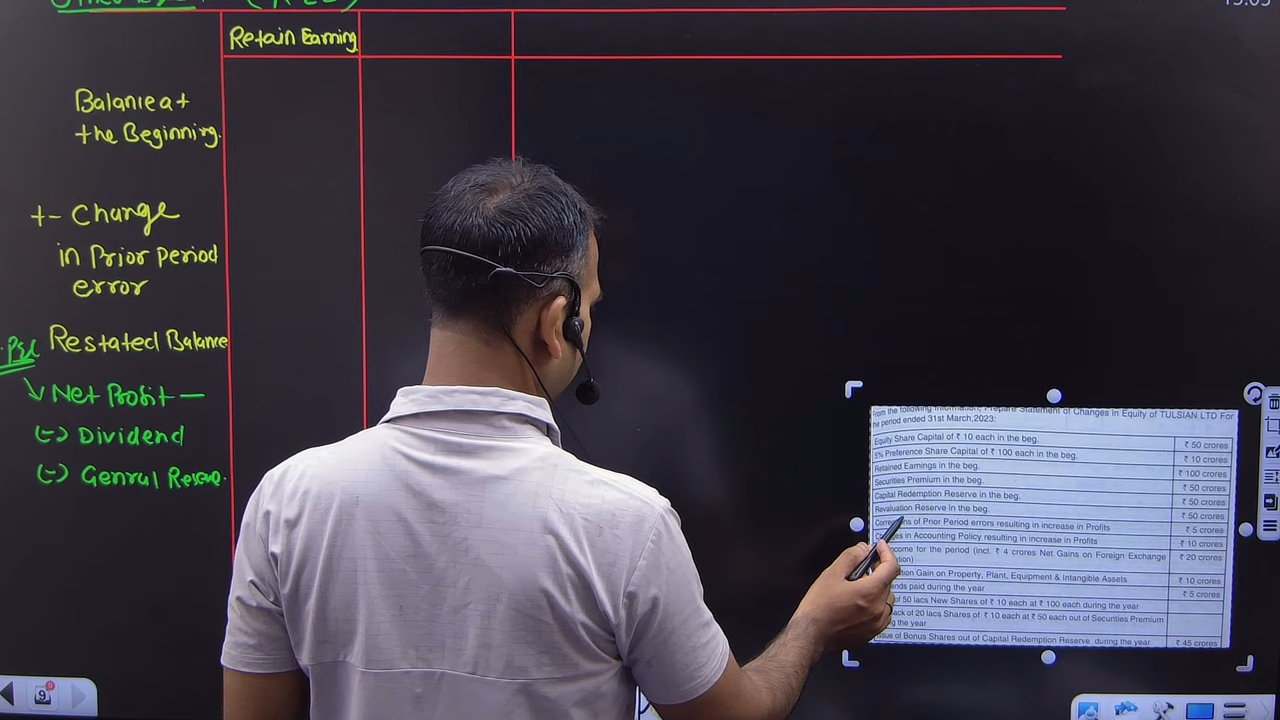 Retain Earning
Balance at
the Beginning.
+- Change
in Prior period
error
Restated Balance
P&L
Net Profit —
(-) Dividend
(-) Genral Reserve.
From the following information, Prepare Statement of Changes in Equity of TULSIAN LTD For
the period ended 31st March,2023:
Equity Share Capital of ₹ 10 each in the beg. ₹ 50 crores
5% Preference Share Capital of ₹ 100 each in the beg. ₹ 10 crores
Retained Earnings in the beg. ₹ 100 crores
Securities Premium in the beg. ₹ 50 crores
Capital Redemption Reserve in the beg. ₹ 50 crores
Revaluation Reserve in the beg. ₹ 50 crores
of Prior Period errors resulting in increase in Profits ₹ 5 crores
in Accounting Policy resulting in increase in Profits ₹ 10 crores
for the period (incl. ₹ 4 crores Net Gains on Foreign Exchange ₹ 20 crores
Gain on Property, Plant, Equipment & Intangible Assets ₹ 10 crores
paid during the year ₹ 5 crores
of 50 lacs New Shares of ₹ 10 each at ₹ 100 each during the year
of 20 lacs Shares of ₹ 10 each at ₹ 50 each out of Securities Premium
the year
Issue of Bonus Shares out of Capital Redemption Reserve during the year ₹ 45 crores
9